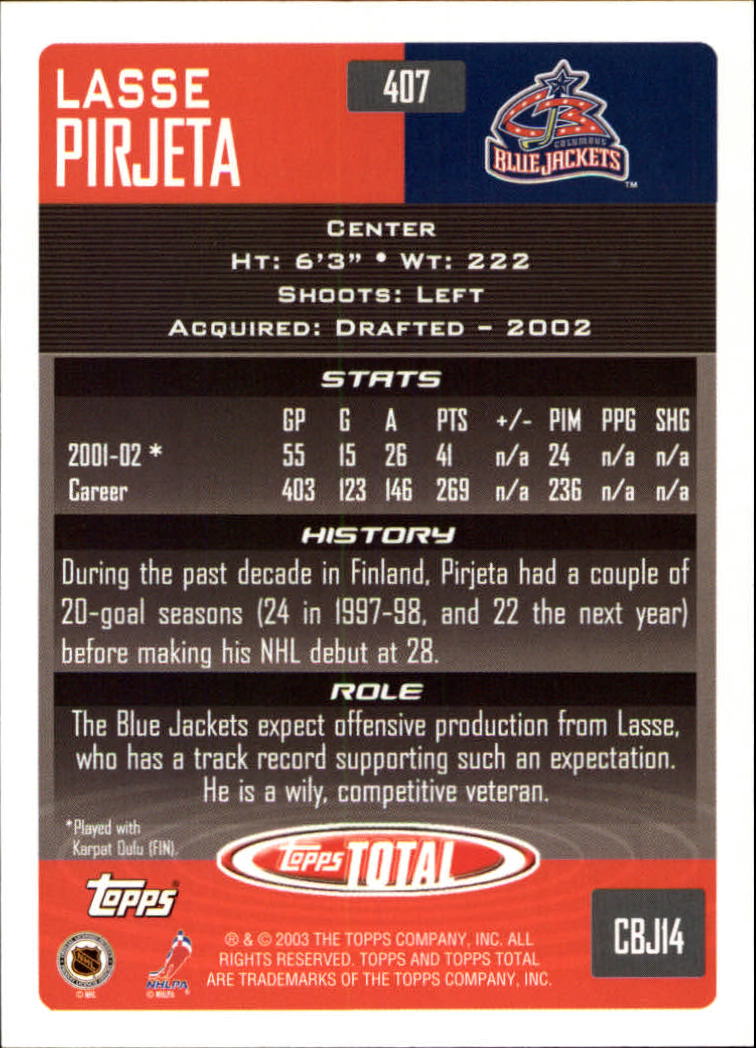 LASSE
PIRJETA
407
COLUMBUS
BLUE JACKETS
™
CENTER
HT: 6'3" • WT: 222
SHOOTS: LEFT
ACQUIRED: DRAFTED – 2002
STATS
GP G A PTS +/- PIM PPG SHG
2001-02 * 55 15 26 41 n/a 24 n/a n/a
Career 403 123 146 269 n/a 236 n/a n/a
HISTORY
During the past decade in Finland, Pirjeta had a couple of
20-goal seasons (24 in 1997-98, and 22 the next year)
before making his NHL debut at 28.
ROLE
The Blue Jackets expect offensive production from Lasse,
who has a track record supporting such an expectation.
He is a wily, competitive veteran.
*Played with
Karpat Oulu (FIN).
Topps TOTAL
Topps®
CBJ14
® & © 2003 THE TOPPS COMPANY, INC. ALL
RIGHTS RESERVED. TOPPS AND TOPPS TOTAL
ARE TRADEMARKS OF THE TOPPS COMPANY, INC.
NHL
© NHL
NHLPA
© NHLPA